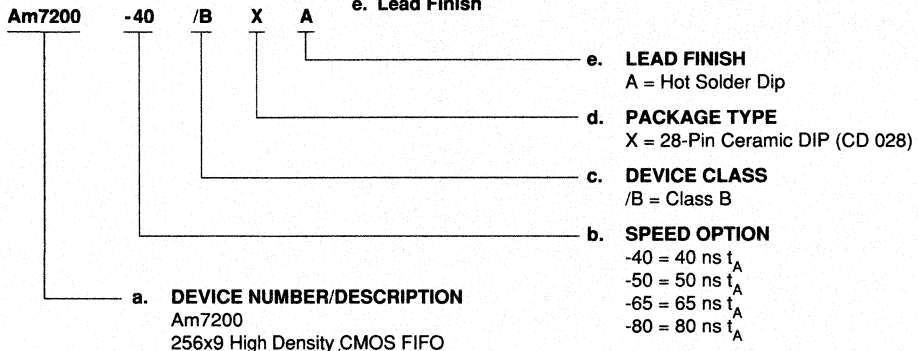 e. Lead Finish
Am7200 -40 /B X A
e. LEAD FINISH
A = Hot Solder Dip
d. PACKAGE TYPE
X = 28-Pin Ceramic DIP (CD 028)
c. DEVICE CLASS
/B = Class B
b. SPEED OPTION
-40 = 40 ns tA
-50 = 50 ns tA
-65 = 65 ns tA
-80 = 80 ns tA
a. DEVICE NUMBER/DESCRIPTION
Am7200
256x9 High Density CMOS FIFO